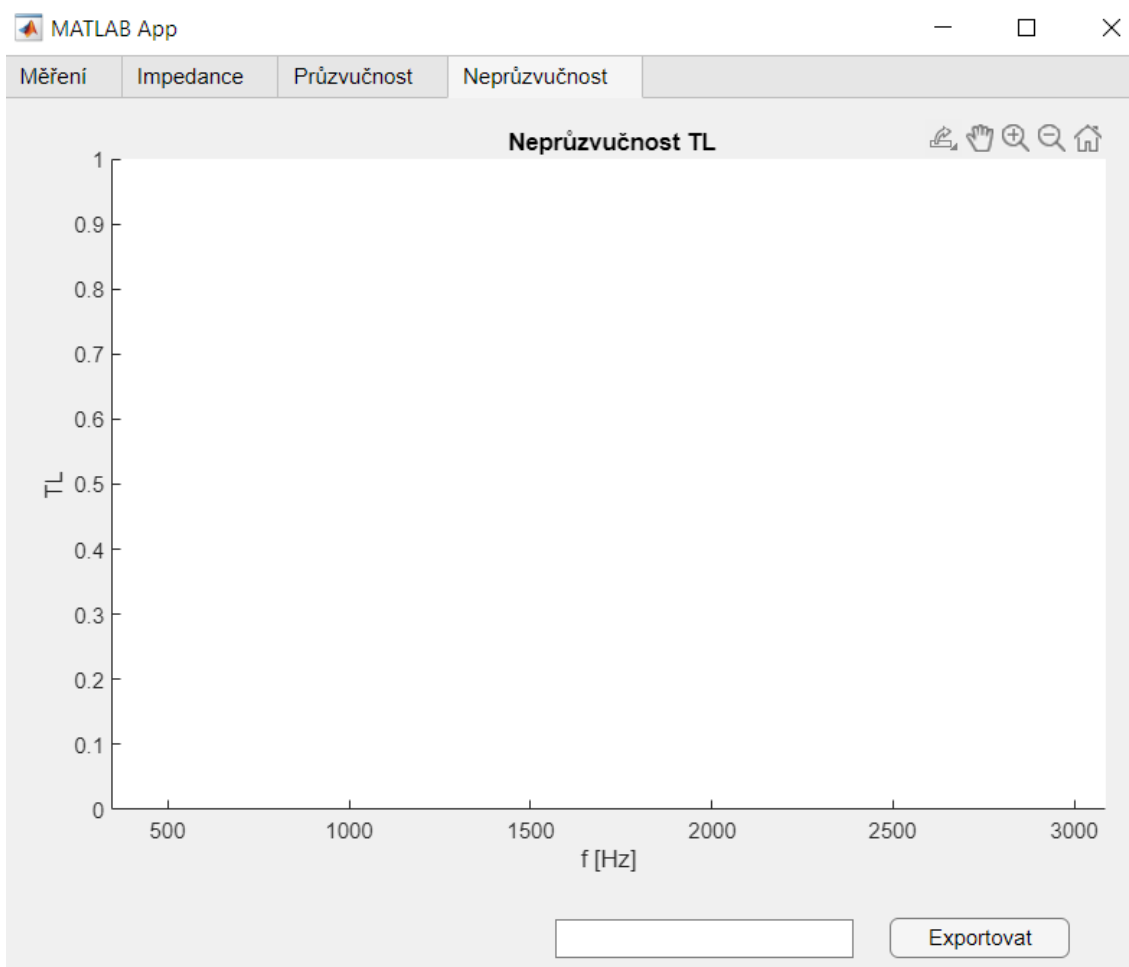 MATLAB App
Měření Impedance Průzvučnost Neprůzvučnost
Neprůzvučnost TL
1
0.9
0.8
0.7
0.6
TL 0.5
0.4
0.3
0.2
0.1
0
500 1000 1500 2000 2500 3000
f [Hz]
Exportovat